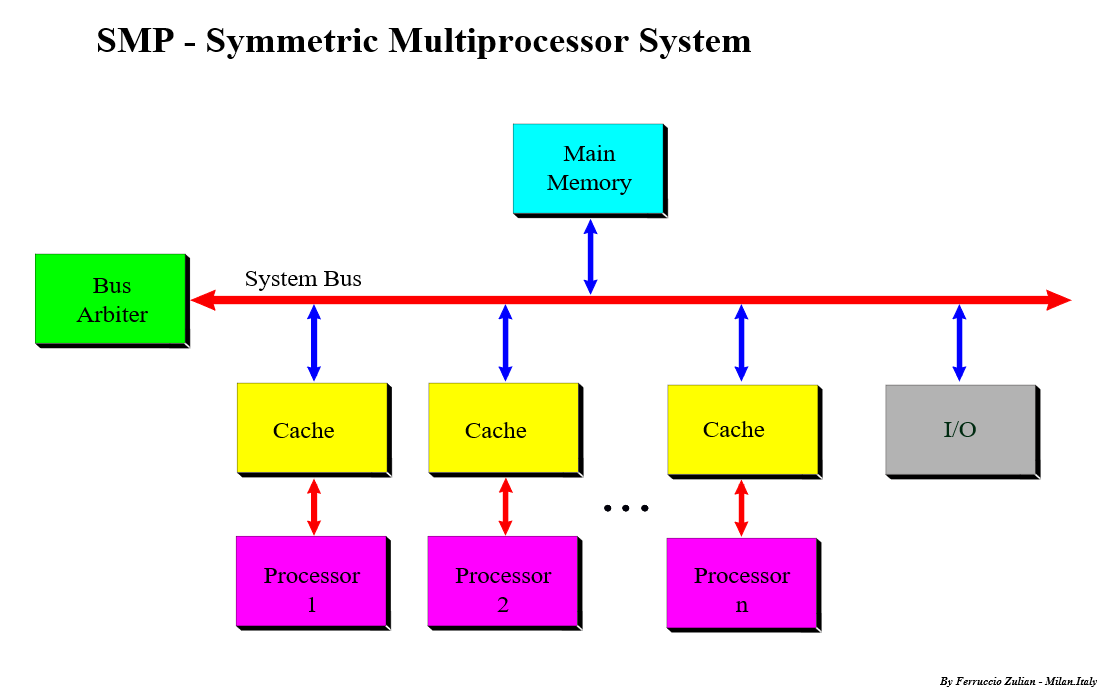 SMP - Symmetric Multiprocessor System
Main
Memory
Bus
Arbiter
System Bus
Cache
Cache
Cache
I/O
...
Processor
1
Processor
2
Processor
n
By Ferruccio Zulian - Milan.Italy